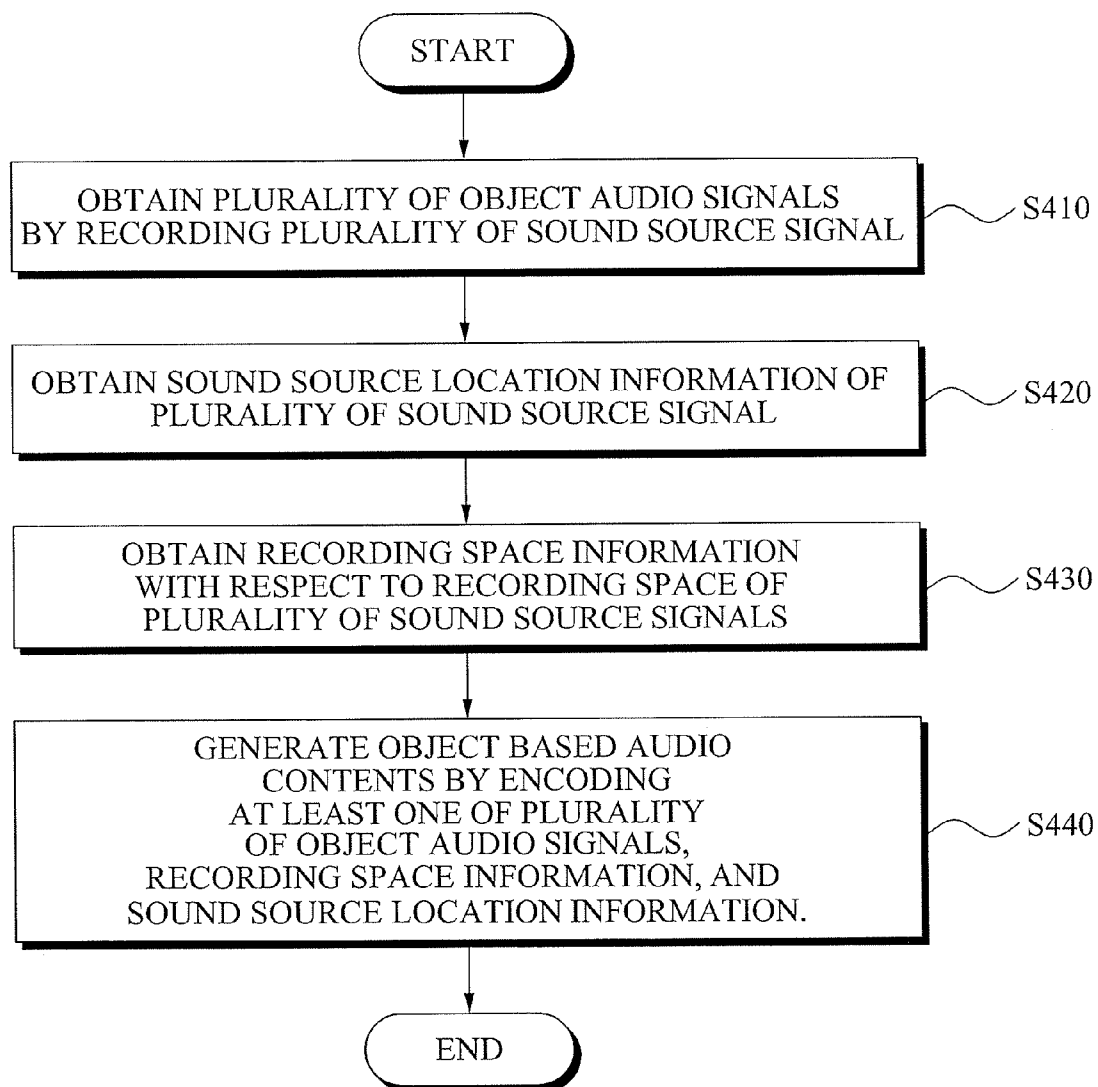 START
OBTAIN PLURALITY OF OBJECT AUDIO SIGNALS
BY RECORDING PLURALITY OF SOUND SOURCE SIGNAL
S410
OBTAIN SOUND SOURCE LOCATION INFORMATION OF
PLURALITY OF SOUND SOURCE SIGNAL
S420
OBTAIN RECORDING SPACE INFORMATION
WITH RESPECT TO RECORDING SPACE OF
PLURALITY OF SOUND SOURCE SIGNALS
S430
GENERATE OBJECT BASED AUDIO
CONTENTS BY ENCODING
AT LEAST ONE OF PLURALITY
OF OBJECT AUDIO SIGNALS,
RECORDING SPACE INFORMATION, AND
SOUND SOURCE LOCATION INFORMATION.
S440
END